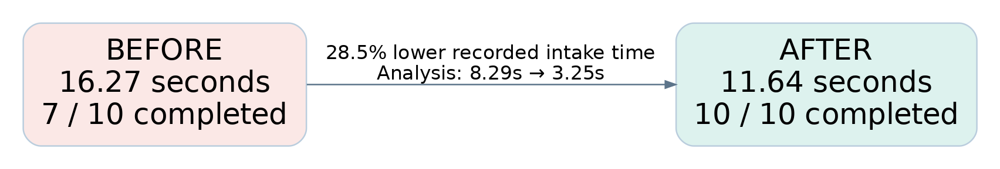 BEFORE
16.27 seconds
7 / 10 completed
28.5% lower recorded intake time
Analysis: 8.29s → 3.25s
AFTER
11.64 seconds
10 / 10 completed